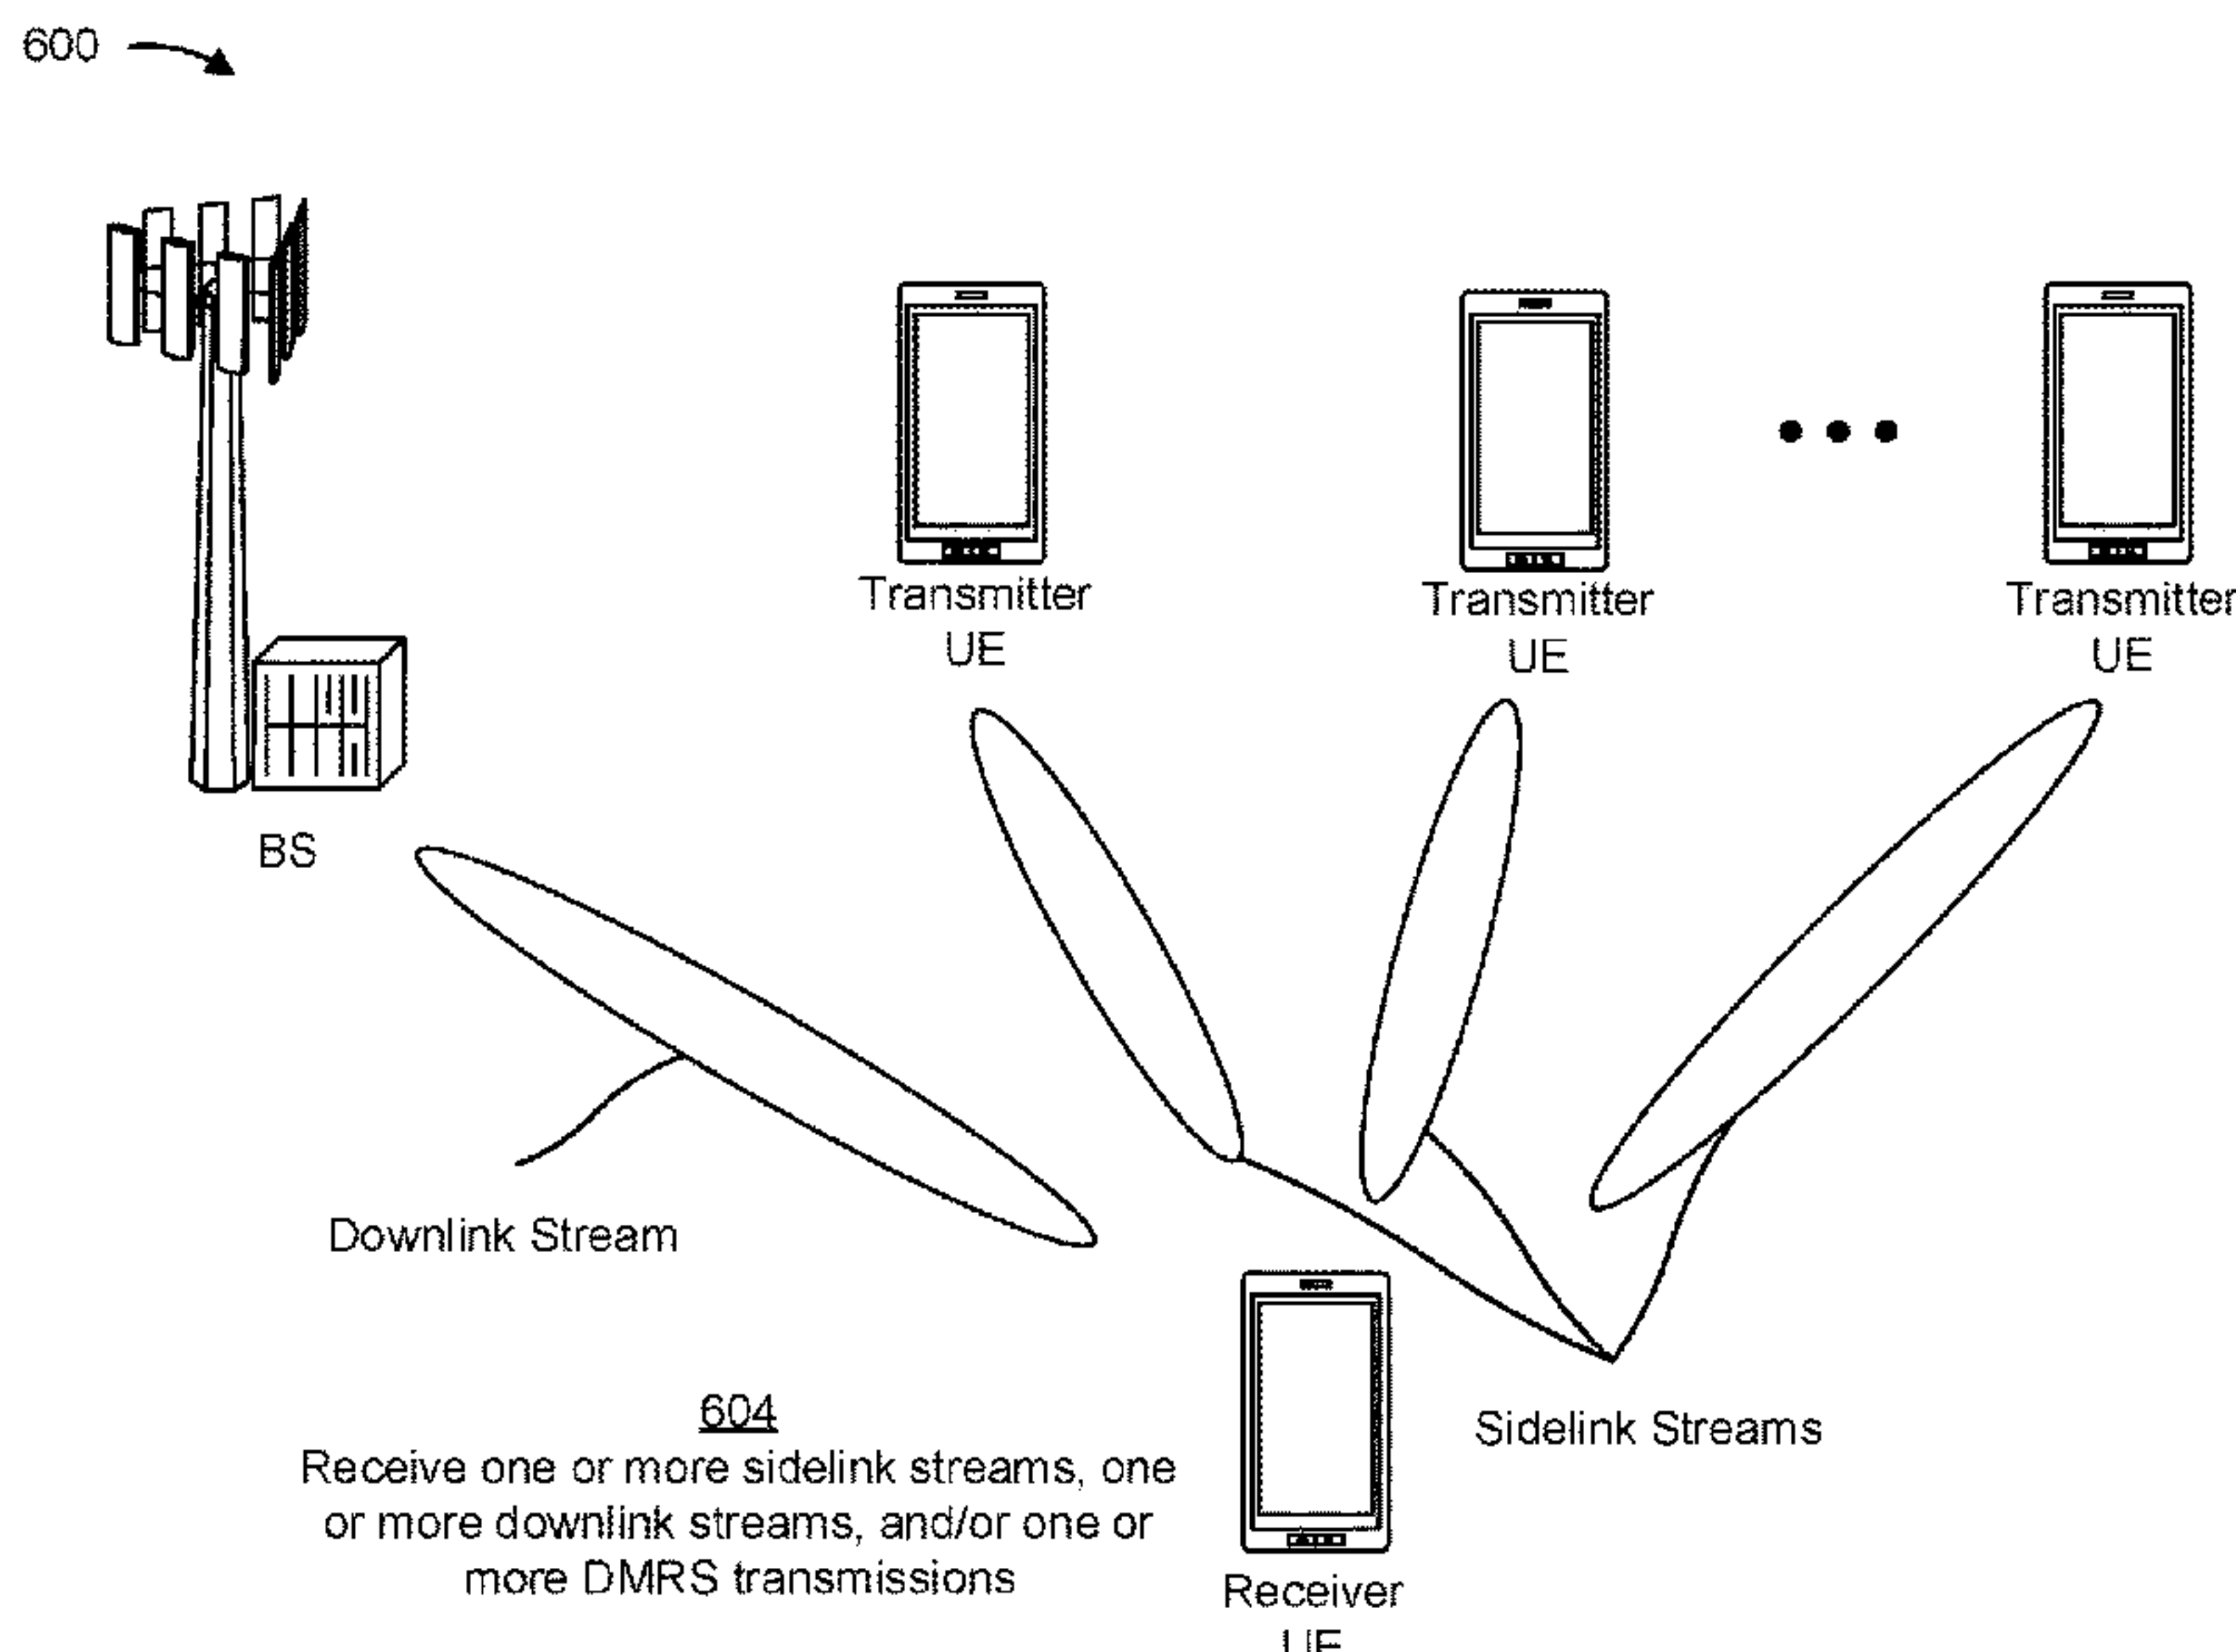 600
Transmitter
UE
Transmitter
UE
Transmitter
UE
BS
Downlink Stream
Sidelink Streams
604
Receive one or more sidelink streams, one
or more downlink streams, and/or one or
more DMRS transmissions
Receiver
UE